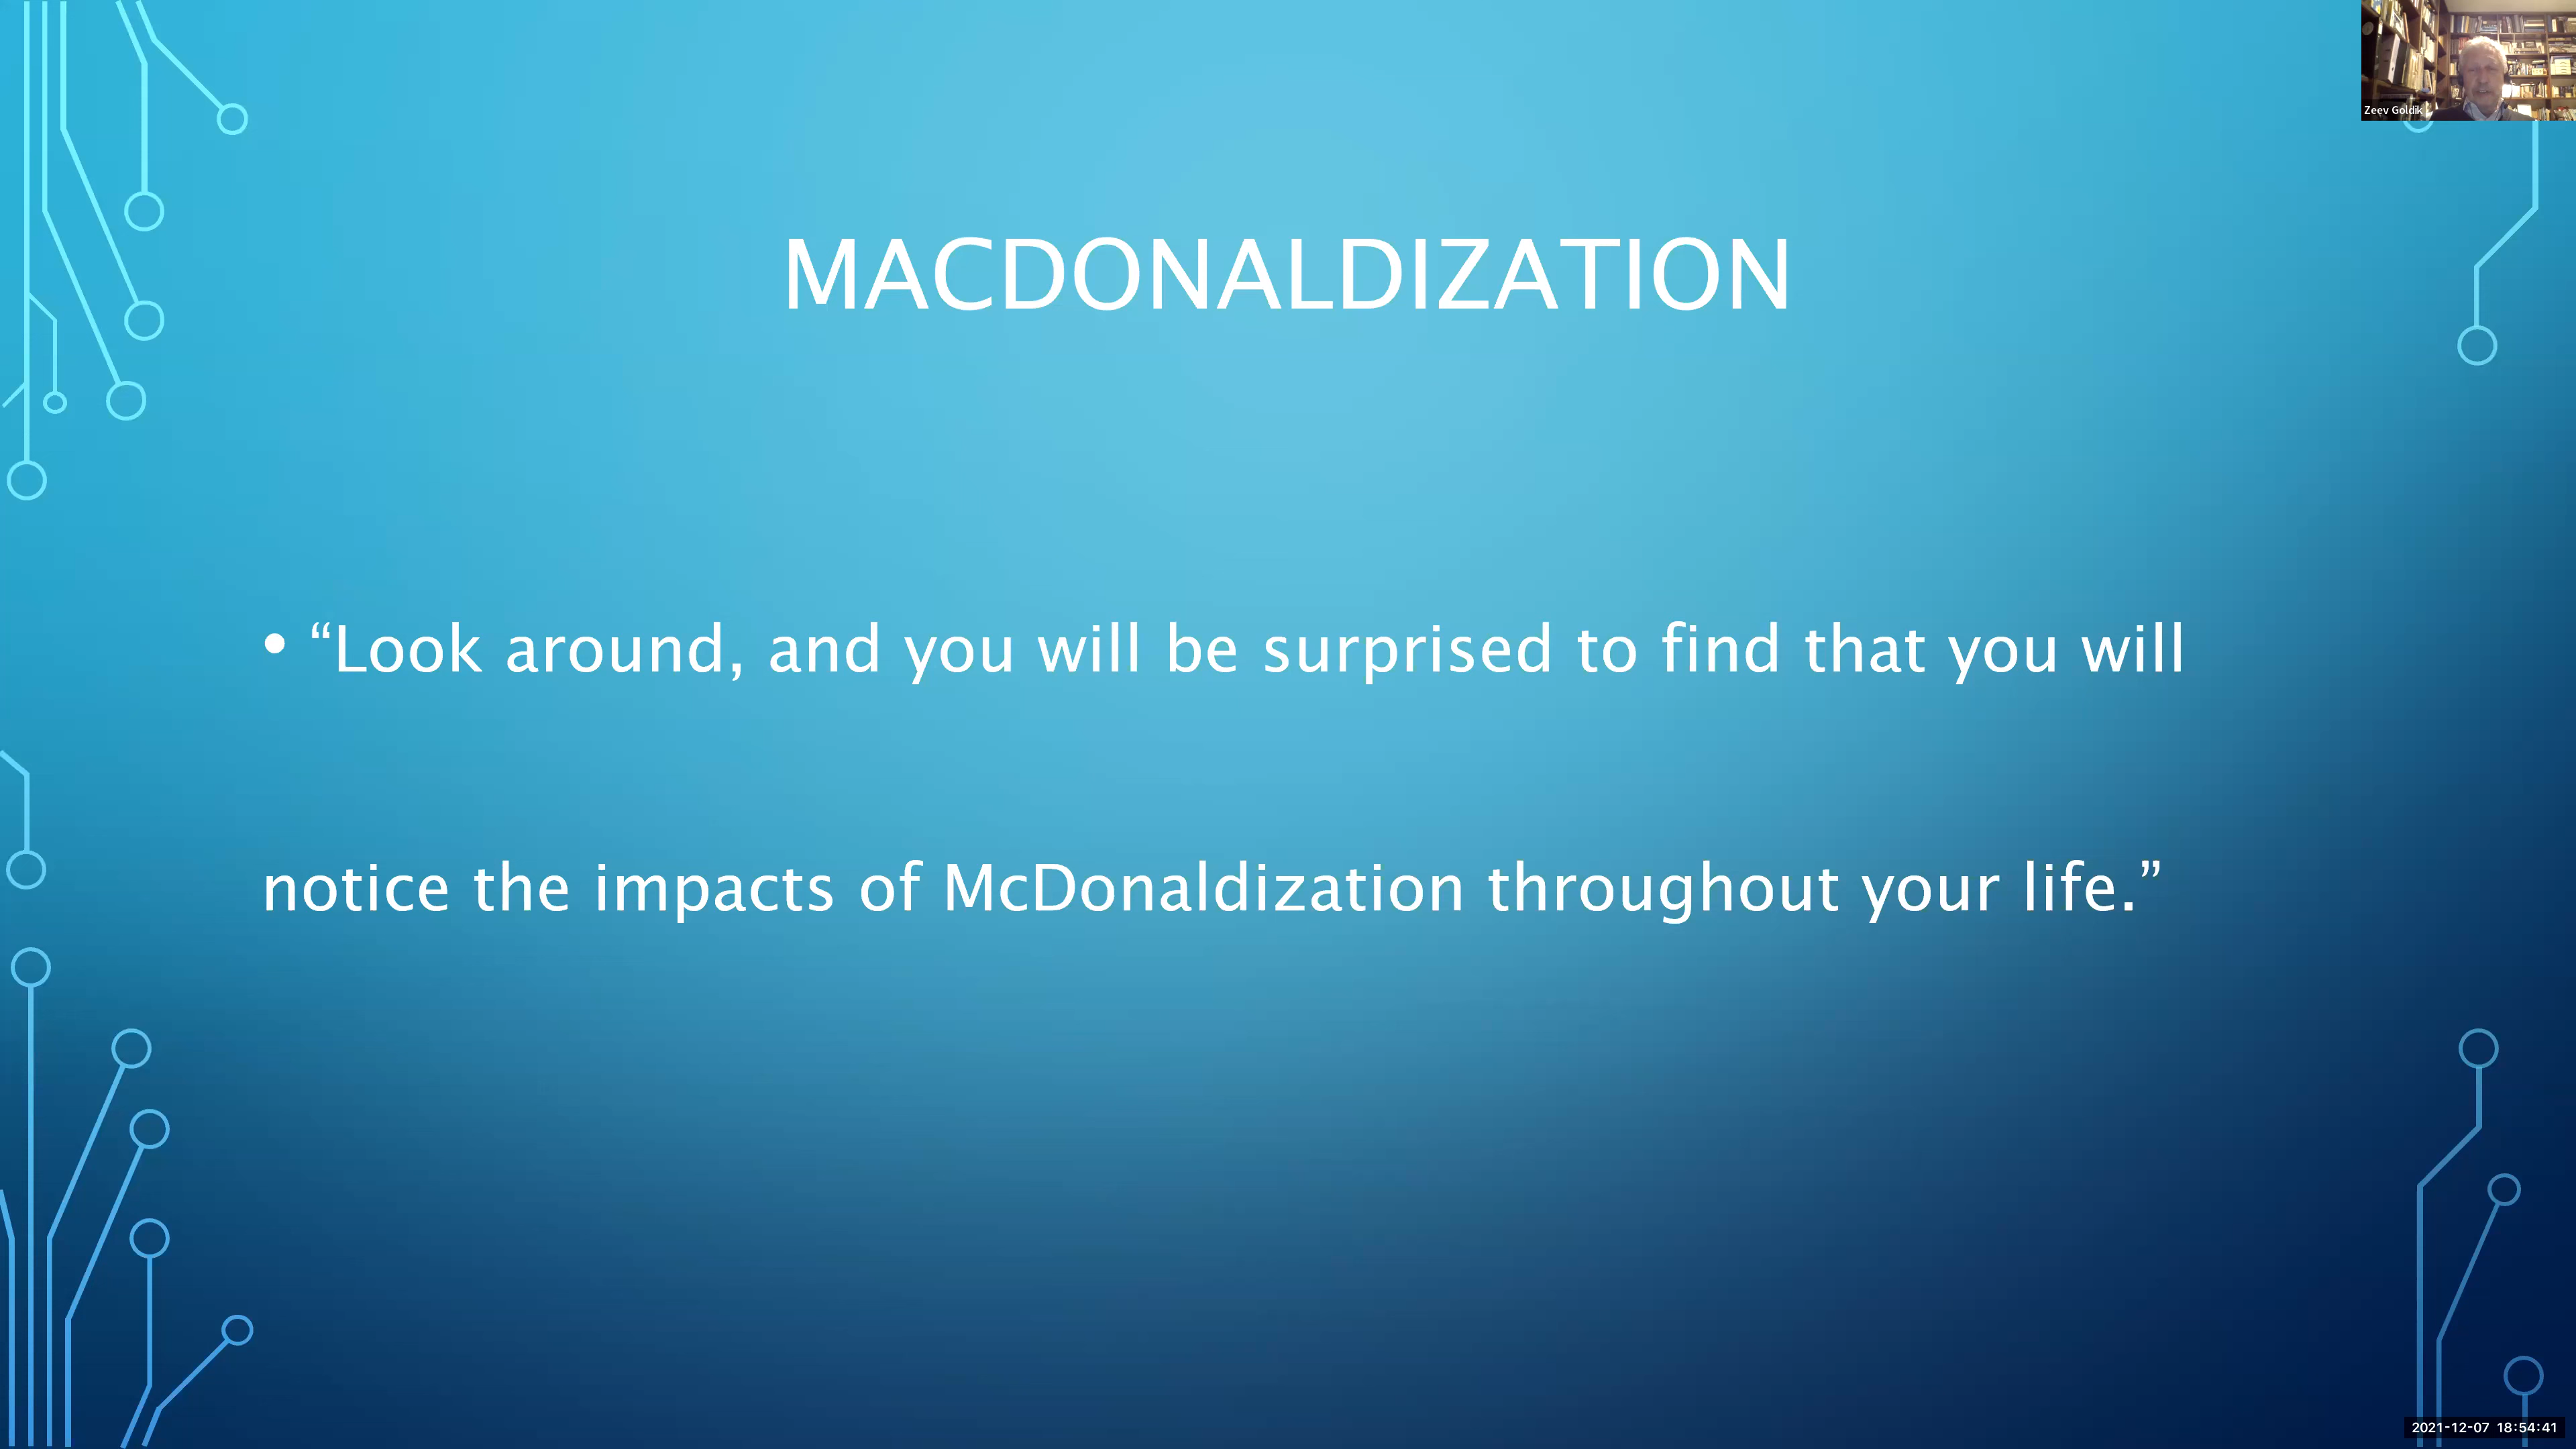 Zeev Goldik
MACDONALDIZATION
• “Look around, and you will be surprised to find that you will
notice the impacts of McDonaldization throughout your life.”
2021-12-07 18:54:41